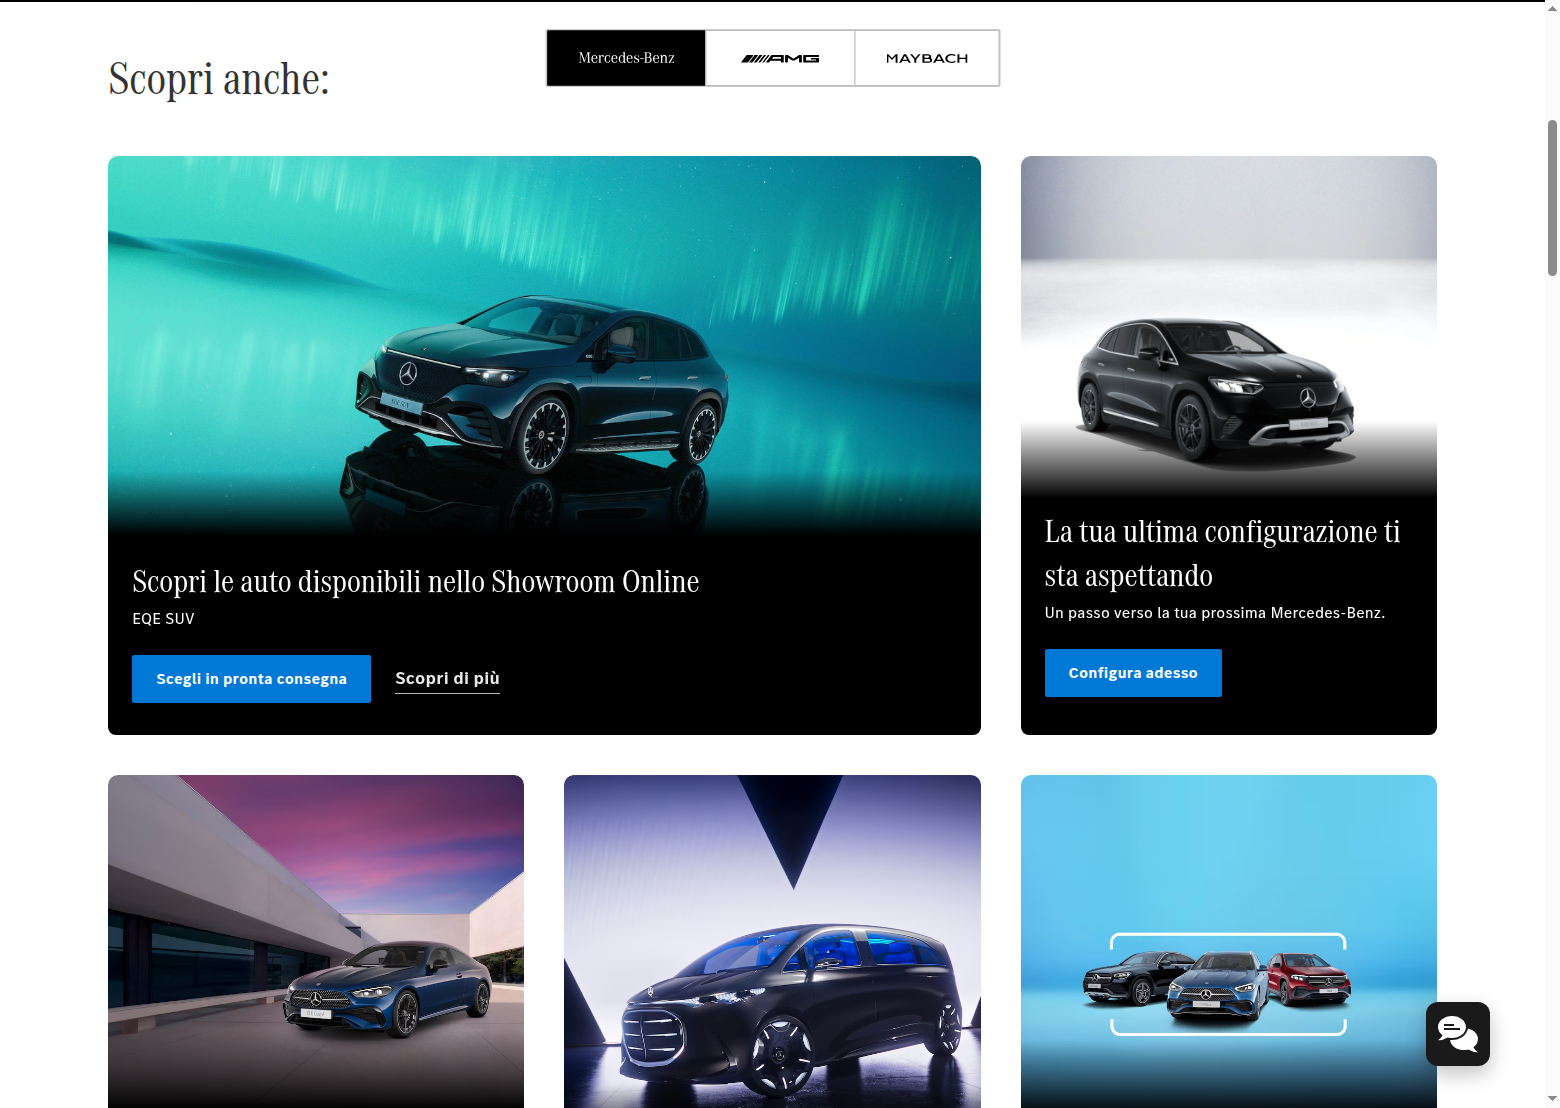 Mercedes-Benz
AMG
MAYBACH
Scopri anche:
Scopri le auto disponibili nello Showroom Online
EQE SUV
Scegli in pronta consegna
Scopri di più
La tua ultima configurazione ti
sta aspettando
Un passo verso la tua prossima Mercedes-Benz.
Configura adesso